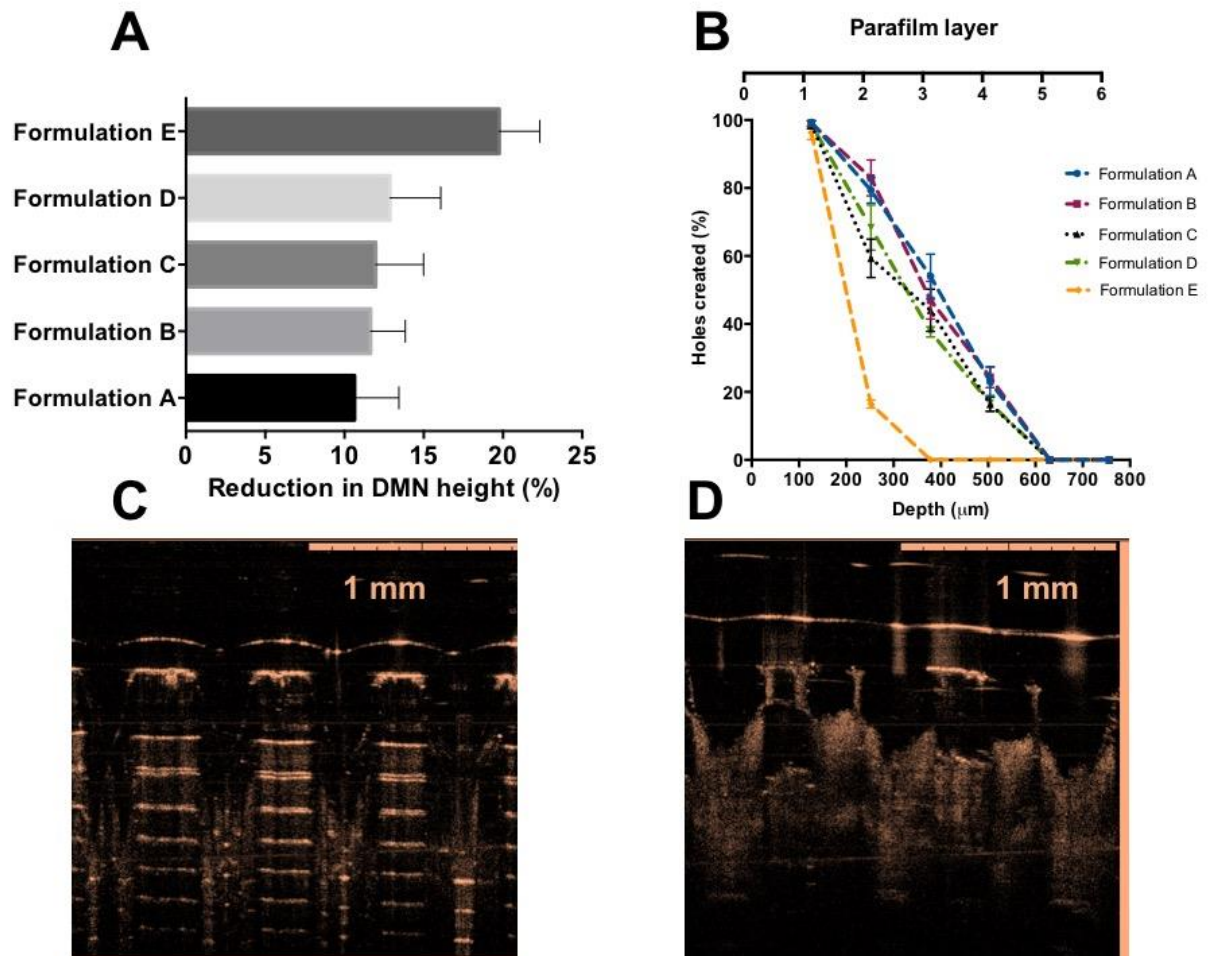 A
Formulation E
Formulation D
Formulation C
Formulation B
Formulation A
0 5 10 15 20 25
Reduction in DMN height (%)
B
Parafilm layer
0 1 2 3 4 5 6
100
80
60
40
20
0
Holes created (%)
0 100 200 300 400 500 600 700 800
Depth (μm)
Formulation A
Formulation B
Formulation C
Formulation D
Formulation E
C
1 mm
D
1 mm